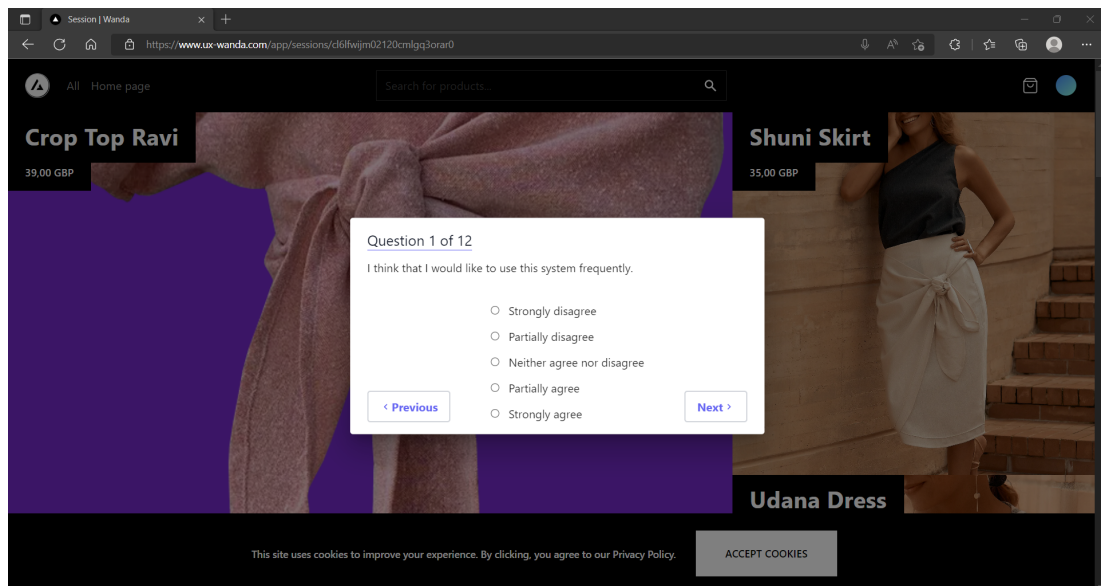 Session | Wanda
https://www.ux-wanda.com/app/sessions/cl6lfwijm02120cmlgq3orar0
All Home page
Search for products...
Crop Top Ravi
39,00 GBP
Shuni Skirt
35,00 GBP
Question 1 of 12
I think that I would like to use this system frequently.
Strongly disagree
Partially disagree
Neither agree nor disagree
Partially agree
Strongly agree
‹ Previous
Next ›
Udana Dress
This site uses cookies to improve your experience. By clicking, you agree to our Privacy Policy.
ACCEPT COOKIES